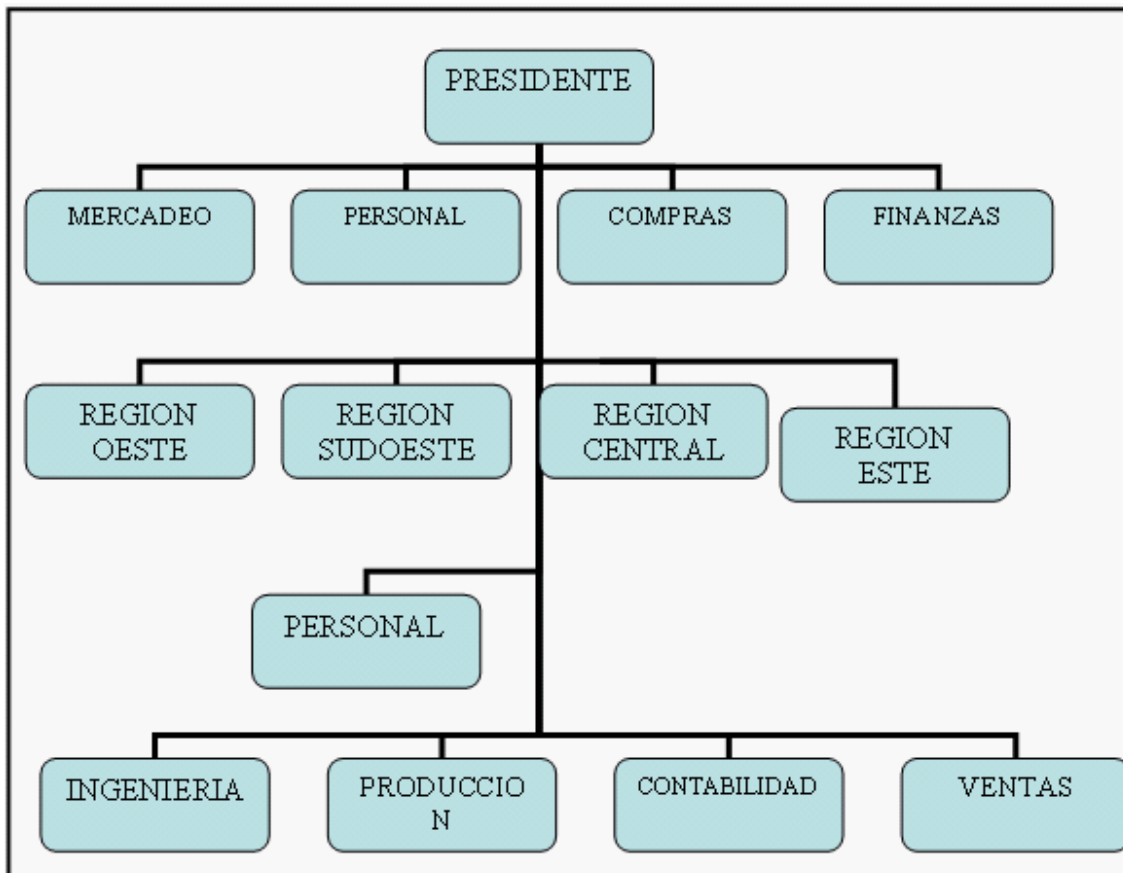 PRESIDENTE
MERCADEO
PERSONAL
COMPRAS
FINANZAS
REGION
OESTE
REGION
SUDOESTE
REGION
CENTRAL
REGION
ESTE
PERSONAL
INGENIERIA
PRODUCCIO
N
CONTABILIDAD
VENTAS